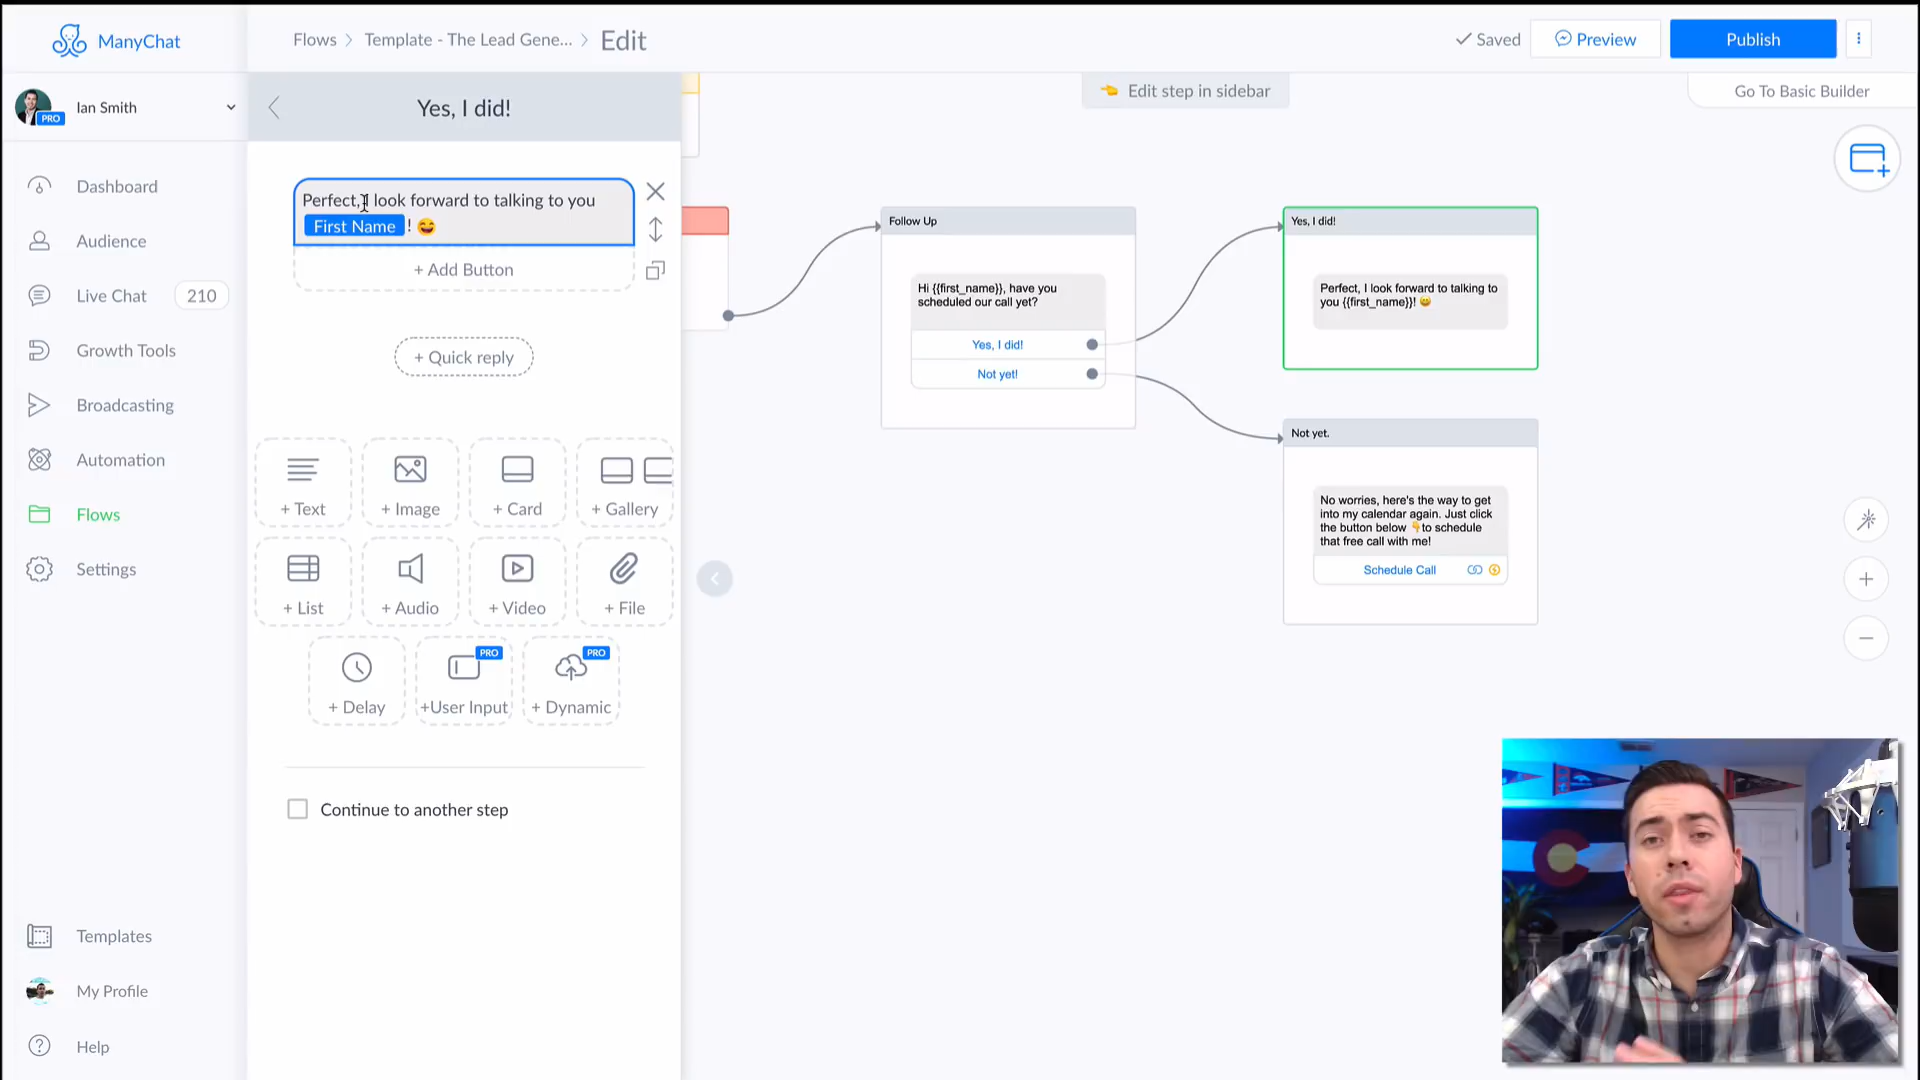 ManyChat
Flows
Template - The Lead Gene...
Edit
Saved
Preview
Publish
Ian Smith
PRO
Yes, I did!
Edit step in sidebar
Go To Basic Builder
Dashboard
Audience
Live Chat
210
Growth Tools
Broadcasting
Automation
Flows
Settings
Templates
My Profile
Help
Perfect, I look forward to talking to you
First Name !
+ Add Button
+ Quick reply
+ Text
+ Image
+ Card
+ Gallery
+ List
+ Audio
+ Video
+ File
+ Delay
PRO
+User Input
PRO
+ Dynamic
Continue to another step
Follow Up
Hi {{first_name}}, have you
scheduled our call yet?
Yes, I did!
Not yet!
Yes, I did!
Perfect, I look forward to talking to
you {{first_name}}! 😄
Not yet.
No worries, here's the way to get
into my calendar again. Just click
the button below 👇to schedule
that free call with me!
Schedule Call